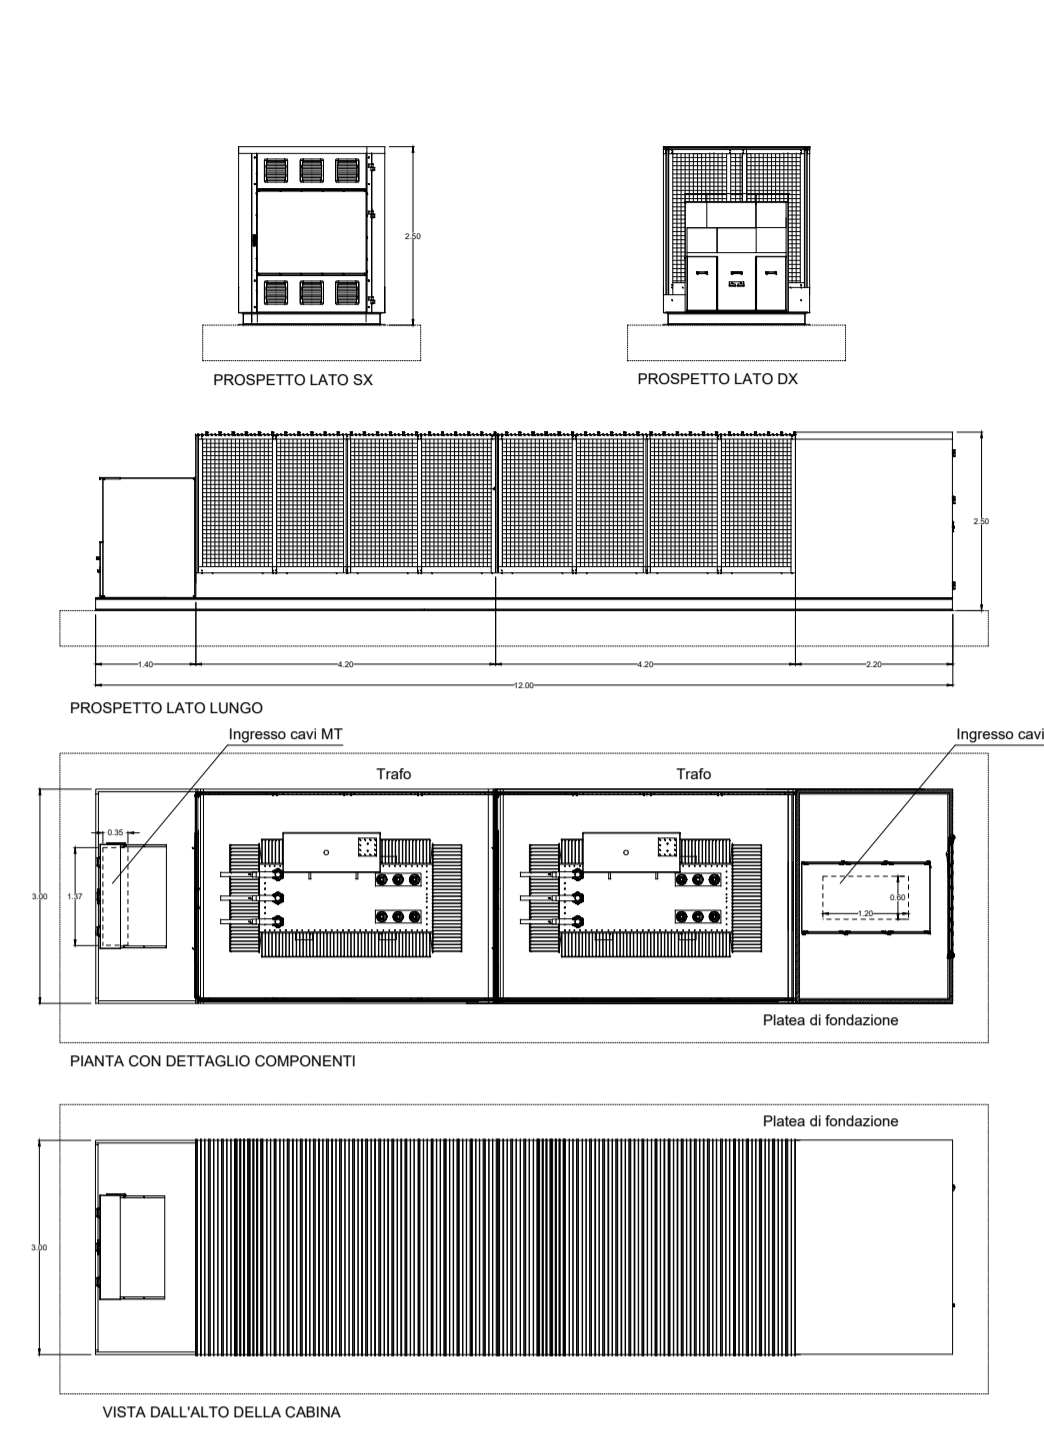 2.50
PROSPETTO LATO SX
PROSPETTO LATO DX
2.50
1.40
4.20
4.20
2.20
12.00
PROSPETTO LATO LUNGO
Ingresso cavi MT
Ingresso cavi
Trafo
Trafo
0.35
3.00
1.37
0.60
1.20
Platea di fondazione
PIANTA CON DETTAGLIO COMPONENTI
Platea di fondazione
3.00
VISTA DALL'ALTO DELLA CABINA